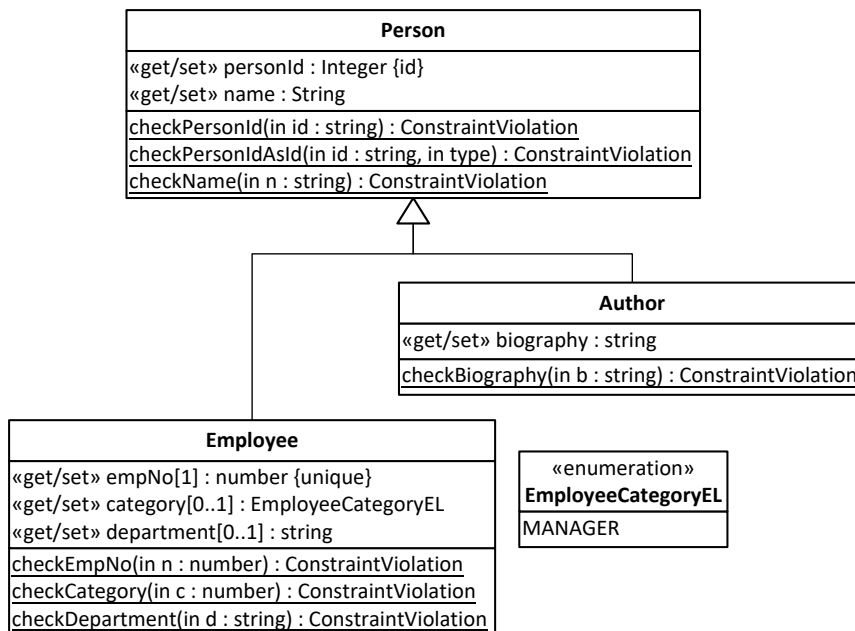 Person
«get/set» personId : Integer {id}
«get/set» name : String
checkPersonId(in id : string) : ConstraintViolation
checkPersonIdAsId(in id : string, in type) : ConstraintViolation
checkName(in n : string) : ConstraintViolation
Author
«get/set» biography : string
checkBiography(in b : string) : ConstraintViolation
Employee
«get/set» empNo[1] : number {unique}
«get/set» category[0..1] : EmployeeCategoryEL
«get/set» department[0..1] : string
checkEmpNo(in n : number) : ConstraintViolation
checkCategory(in c : number) : ConstraintViolation
checkDepartment(in d : string) : ConstraintViolation
«enumeration»
EmployeeCategoryEL
MANAGER